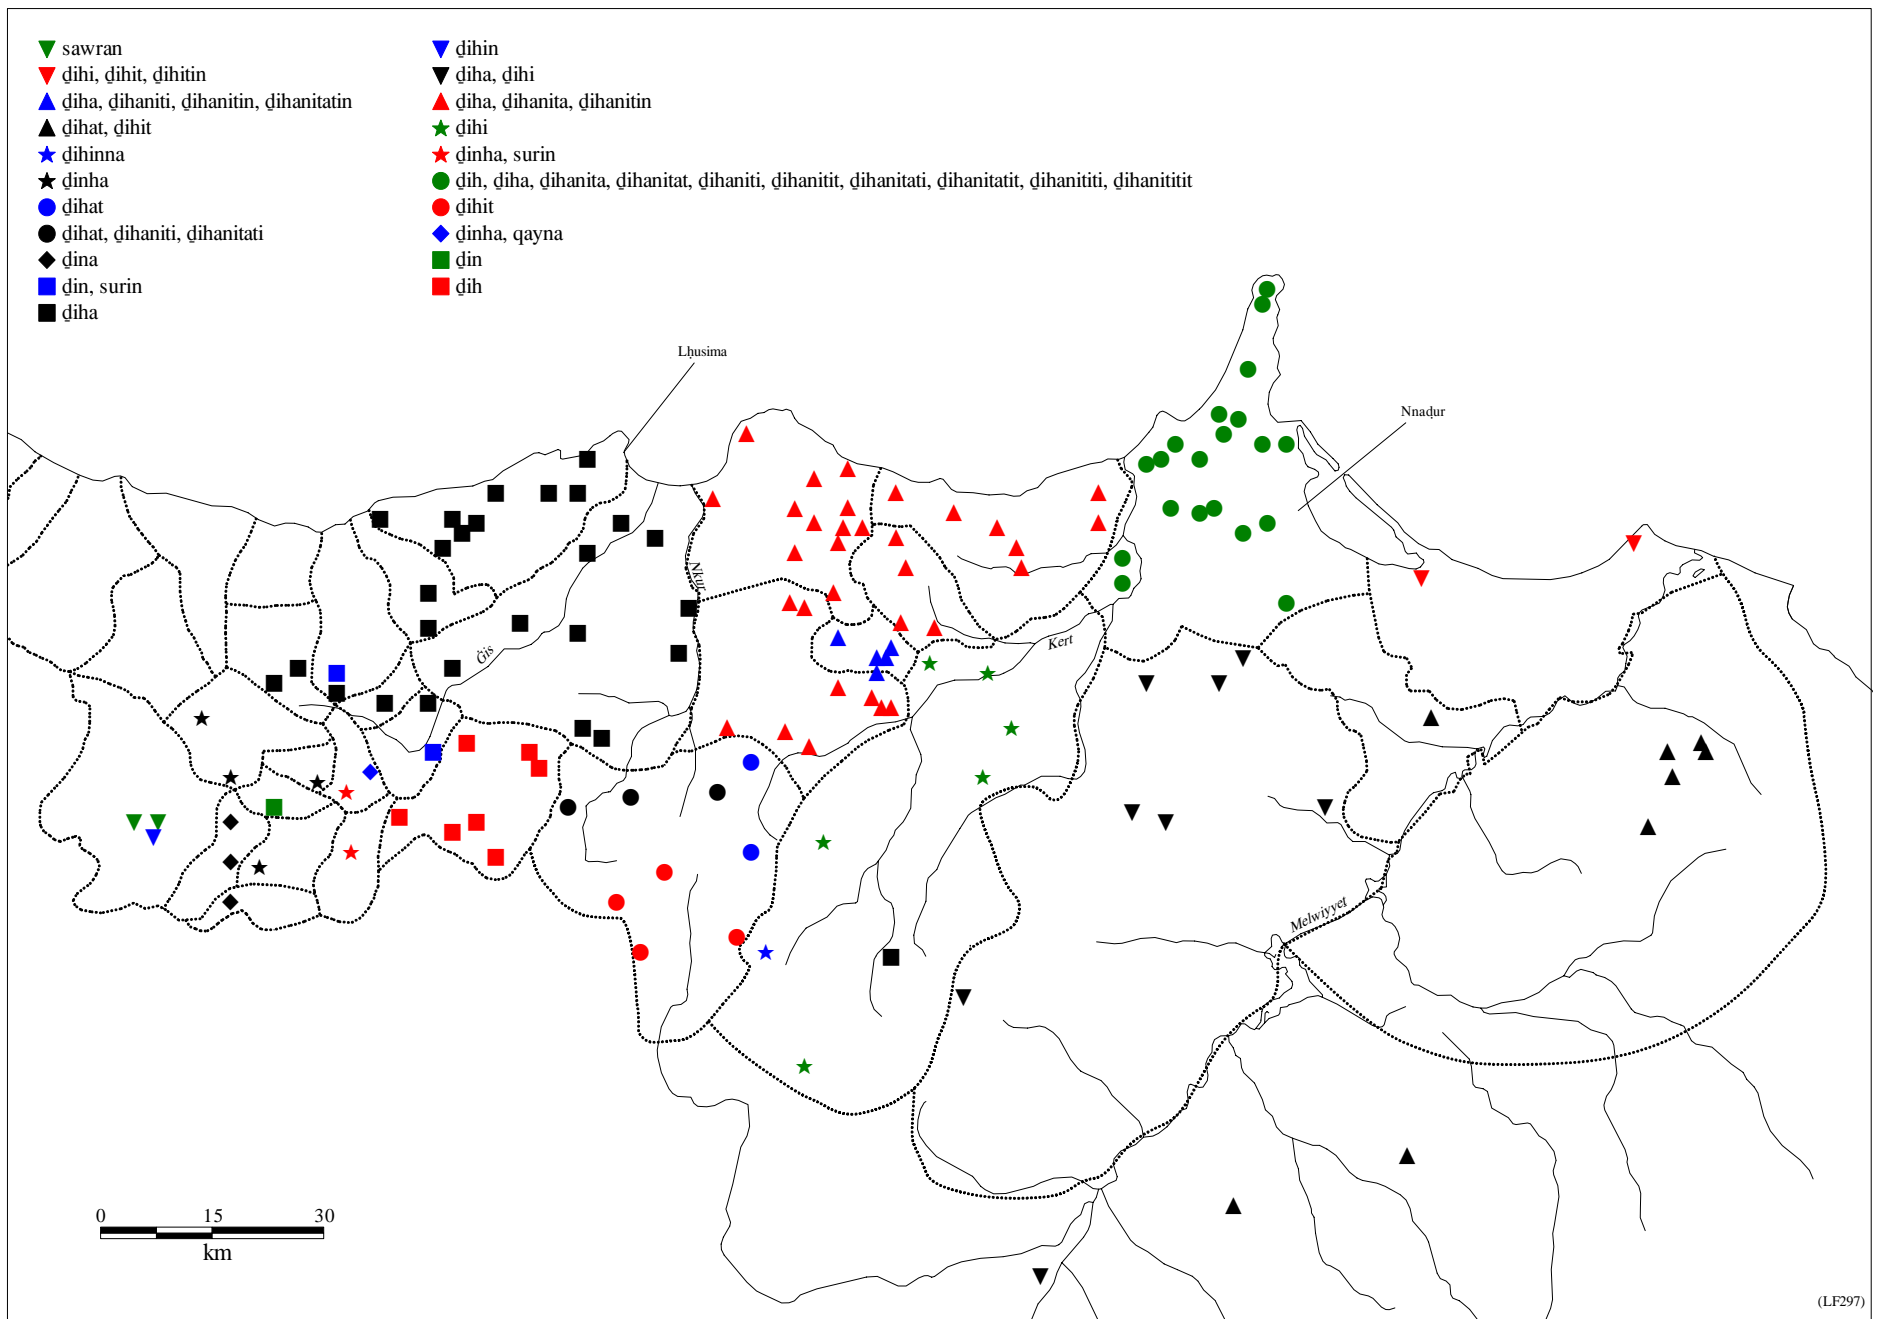 sawran
ḏihi, ḏihit, ḏihitin
ḏiha, ḏihaniti, ḏihanitin, ḏihanitatin
ḏihat, ḏihit
ḏihinna
ḏinha
ḏihat
ḏihat, ḏihaniti, ḏihanitati
ḏina
ḏin, surin
ḏiha
ḏihin
ḏiha, ḏihi
ḏiha, ḏihanita, ḏihanitin
ḏihi
ḏinha, surin
ḏih, ḏiha, ḏihanita, ḏihanitat, ḏihaniti, ḏihanitit, ḏihanitati, ḏihanitatit, ḏihanititi, ḏihanititit
ḏihit
ḏinha, qayna
ḏin
ḏih
Lḥusima
Nnaḍur
Nkur
Ğis
Kert
Melwiyyet
0 15 30
km
(LF297)